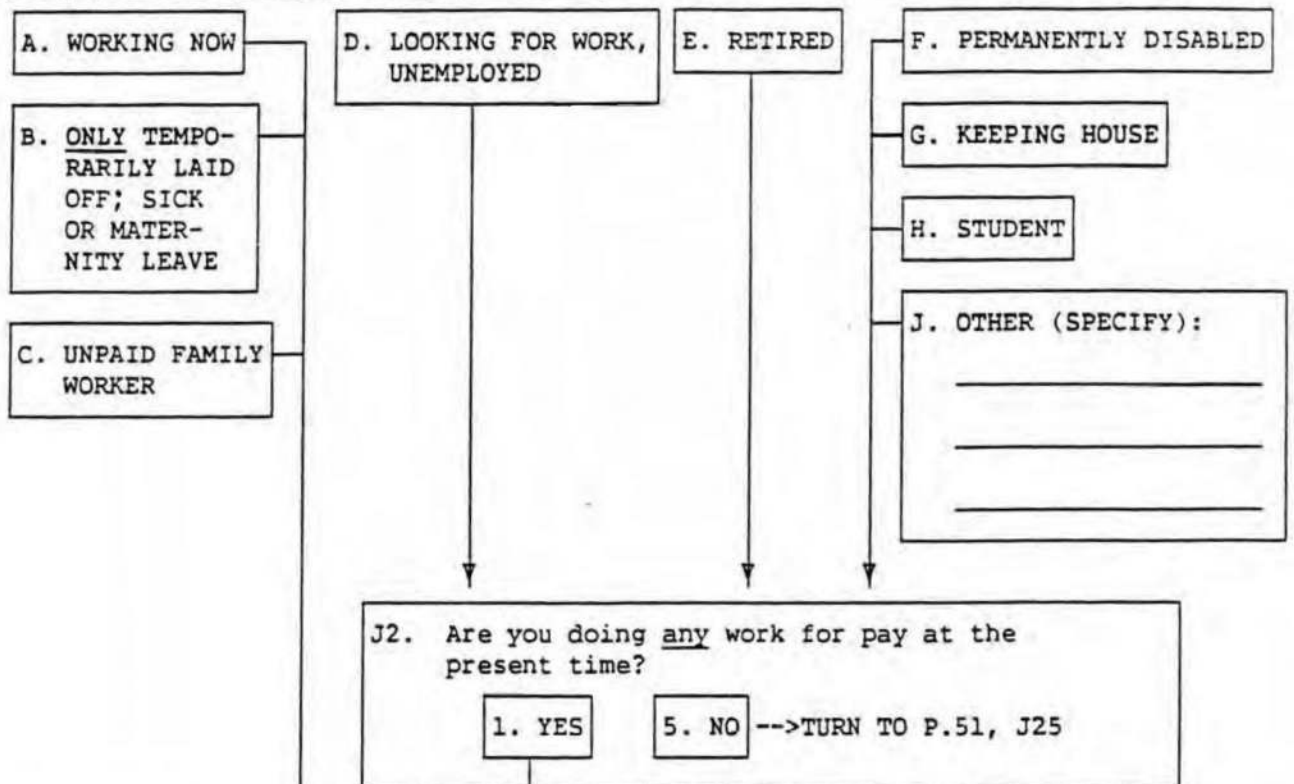 A. WORKING NOW
B. ONLY TEMPO-
RARILY LAID
OFF; SICK
OR MATER-
NITY LEAVE
C. UNPAID FAMILY
WORKER
D. LOOKING FOR WORK,
UNEMPLOYED
E. RETIRED
F. PERMANENTLY DISABLED
G. KEEPING HOUSE
H. STUDENT
J. OTHER (SPECIFY):
J2. Are you doing any work for pay at the
present time?
1. YES
5. NO -->TURN TO P.51, J25